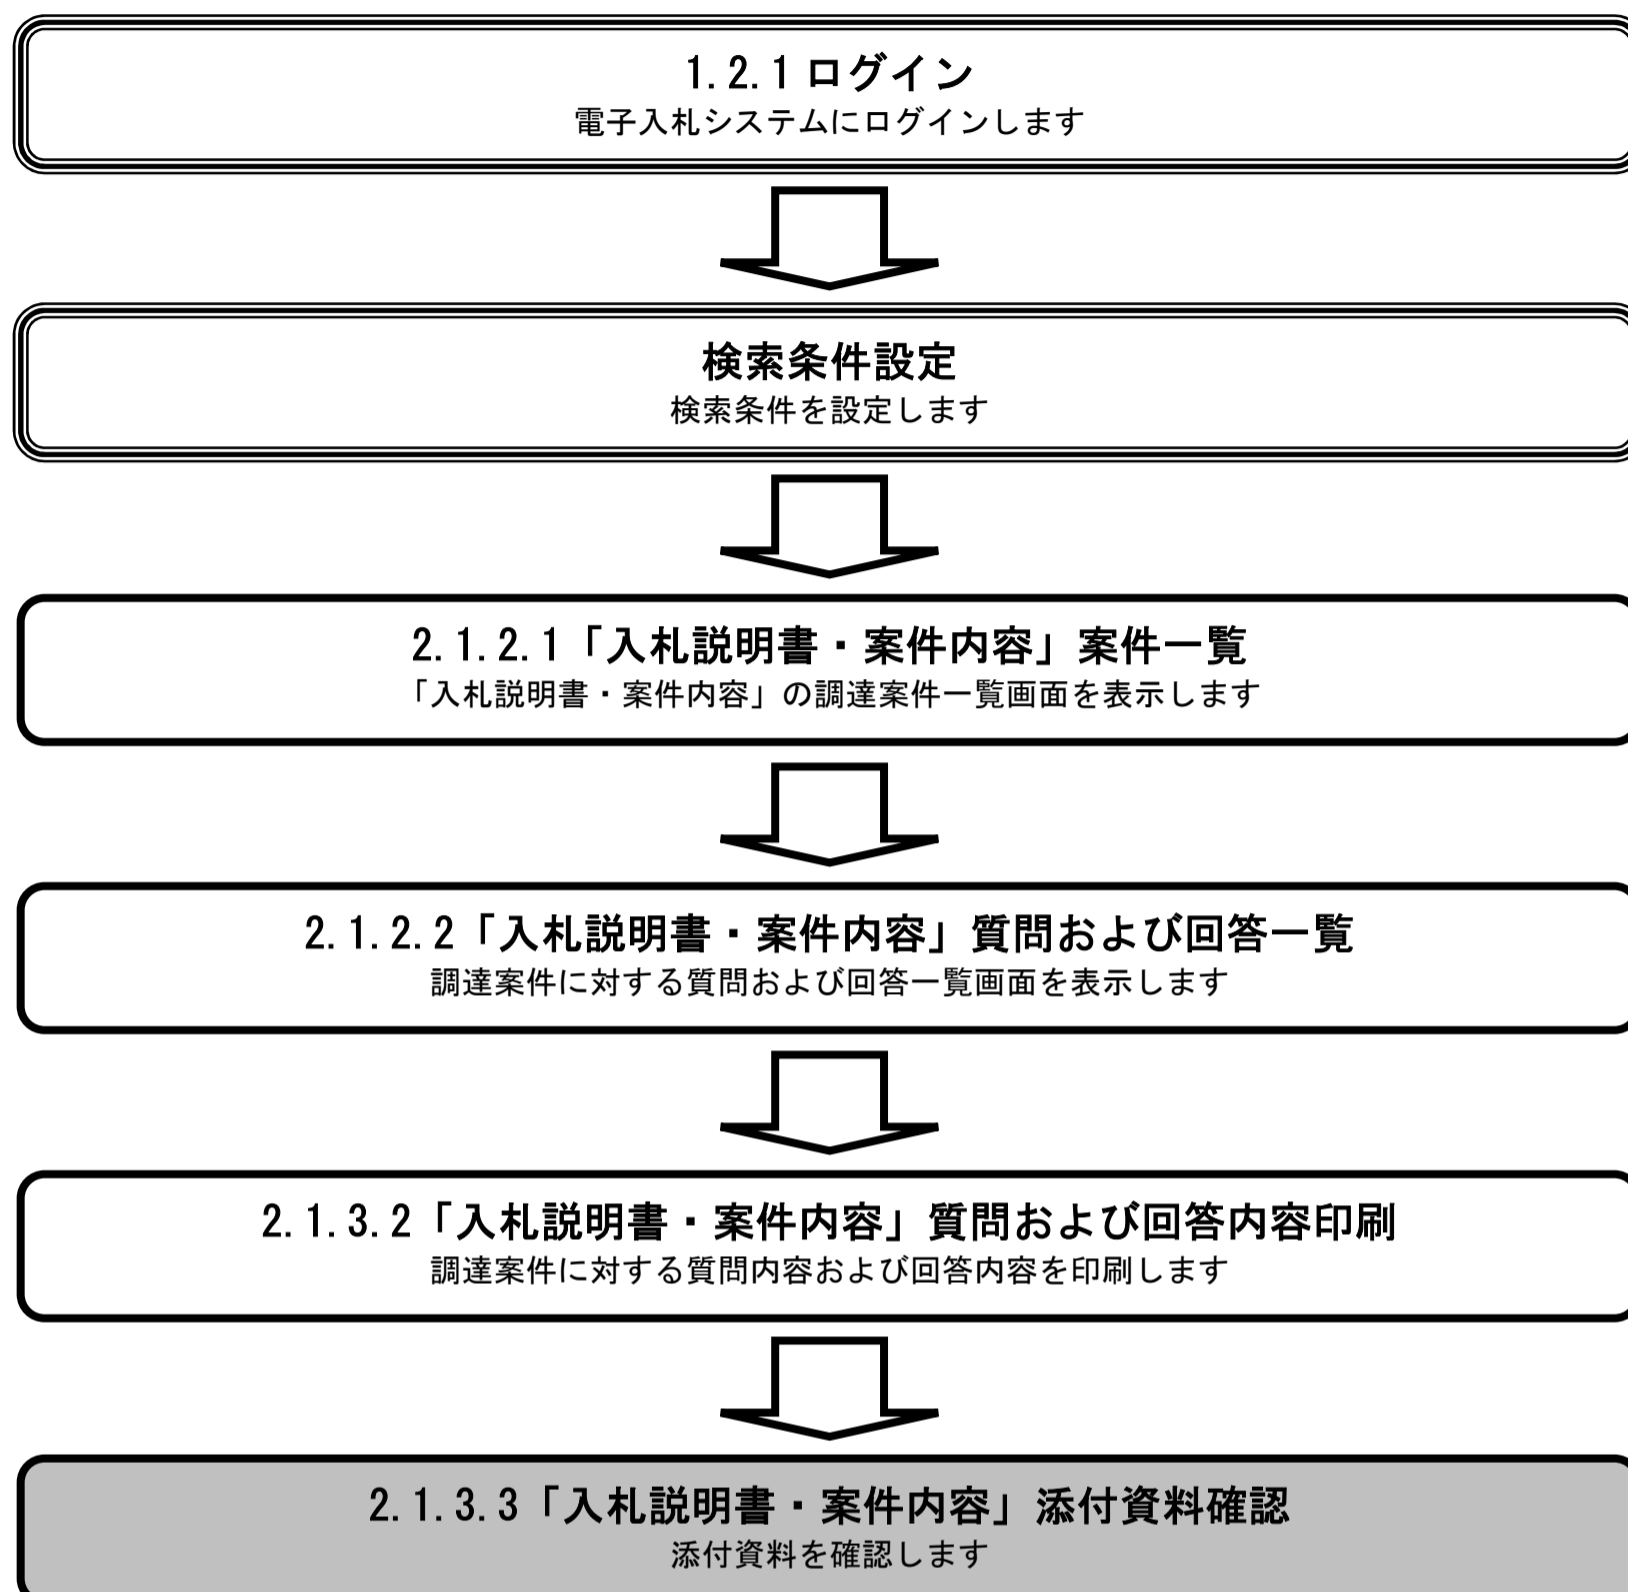 1.2.1 ログイン
電子入札システムにログインします
検索条件設定
検索条件を設定します
2.1.2.1「入札説明書・案件内容」案件一覧
「入札説明書・案件内容」の調達案件一覧画面を表示します
2.1.2.2「入札説明書・案件内容」質問および回答一覧
調達案件に対する質問および回答一覧画面を表示します
2.1.3.2「入札説明書・案件内容」質問および回答内容印刷
調達案件に対する質問内容および回答内容を印刷します
2.1.3.3「入札説明書・案件内容」添付資料確認
添付資料を確認します